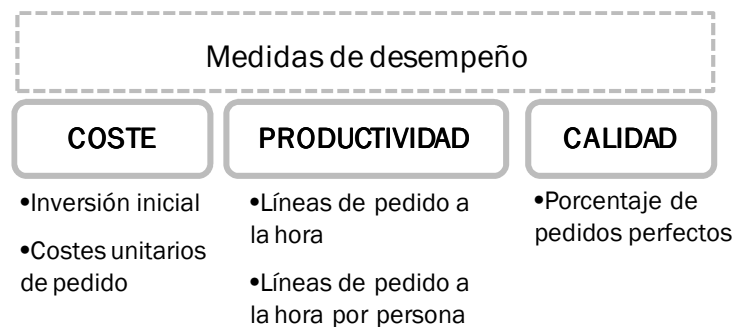 Medidas de desempeño
COSTE
PRODUCTIVIDAD
CALIDAD
•Inversión inicial
•Costes unitarios
de pedido
•Líneas de pedido a
la hora
•Líneas de pedido a
la hora por persona
•Porcentaje de
pedidos perfectos